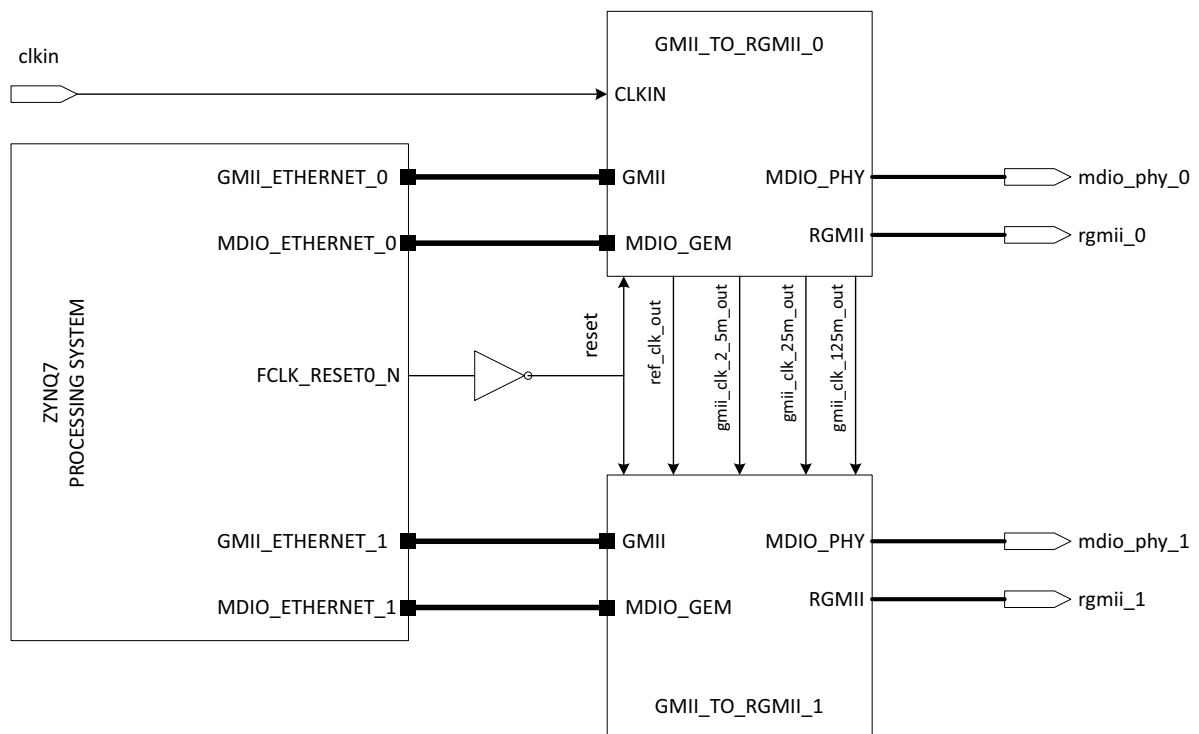 GMII_TO_RGMII_0
clkin
CLKIN
GMII_ETHERNET_0
GMII
MDIO_PHY
mdio_phy_0
MDIO_ETHERNET_0
MDIO_GEM
RGMII
rgmii_0
ZYNQ7
PROCESSING SYSTEM
FCLK_RESET0_N
reset
ref_clk_out
gmii_clk_2_5m_out
gmii_clk_25m_out
gmii_clk_125m_out
GMII_ETHERNET_1
GMII
MDIO_PHY
mdio_phy_1
MDIO_ETHERNET_1
MDIO_GEM
RGMII
rgmii_1
GMII_TO_RGMII_1